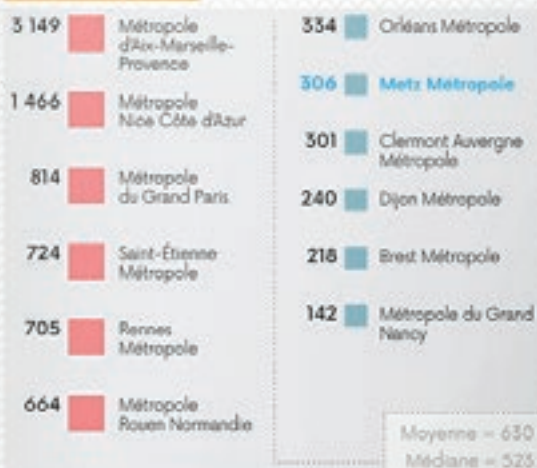 3 149 Métropole
d'Aix-Marseille-
Provence
1 466 Métropole
Nice Côte d'Azur
814 Métropole
du Grand Paris
724 Saint-Étienne
Métropole
705 Rennes
Métropole
664 Métropole
Rouen Normandie
334 Orléans Métropole
306 Metz Métropole
301 Clermont Auvergne
Métropole
240 Dijon Métropole
218 Brest Métropole
142 Métropole du Grand
Nancy
Moyenne = 630
Médiane = 523